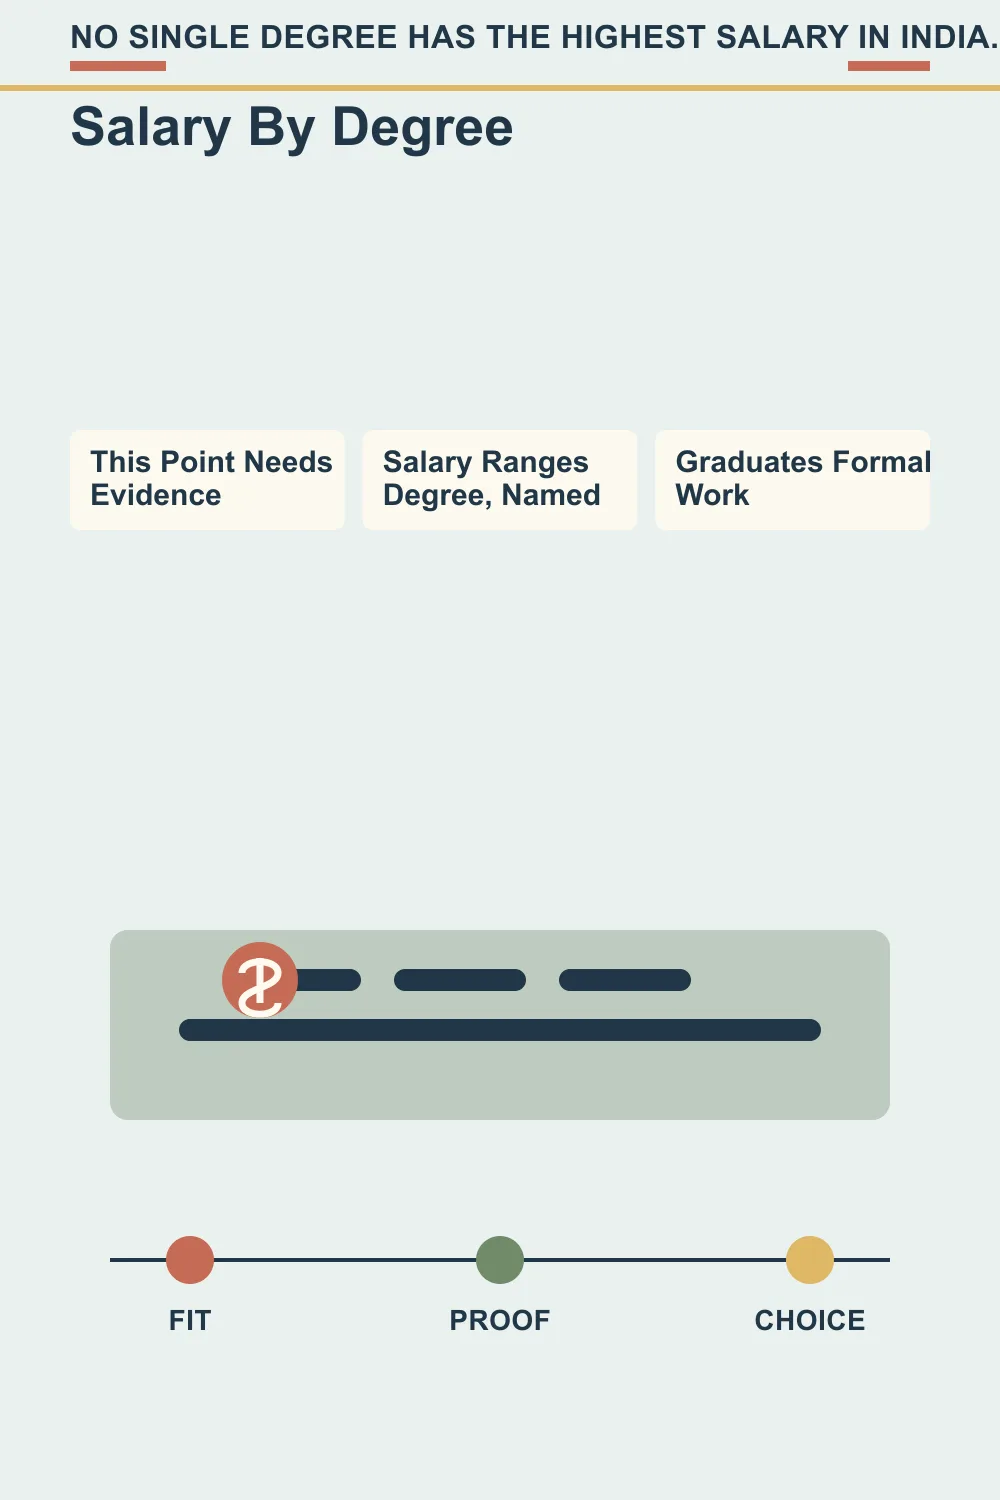 NO SINGLE DEGREE HAS THE HIGHEST SALARY IN INDIA.
Salary By Degree
This Point Needs
Evidence
Salary Ranges
Degree, Named
Graduates Formal
Work
FIT
PROOF
CHOICE